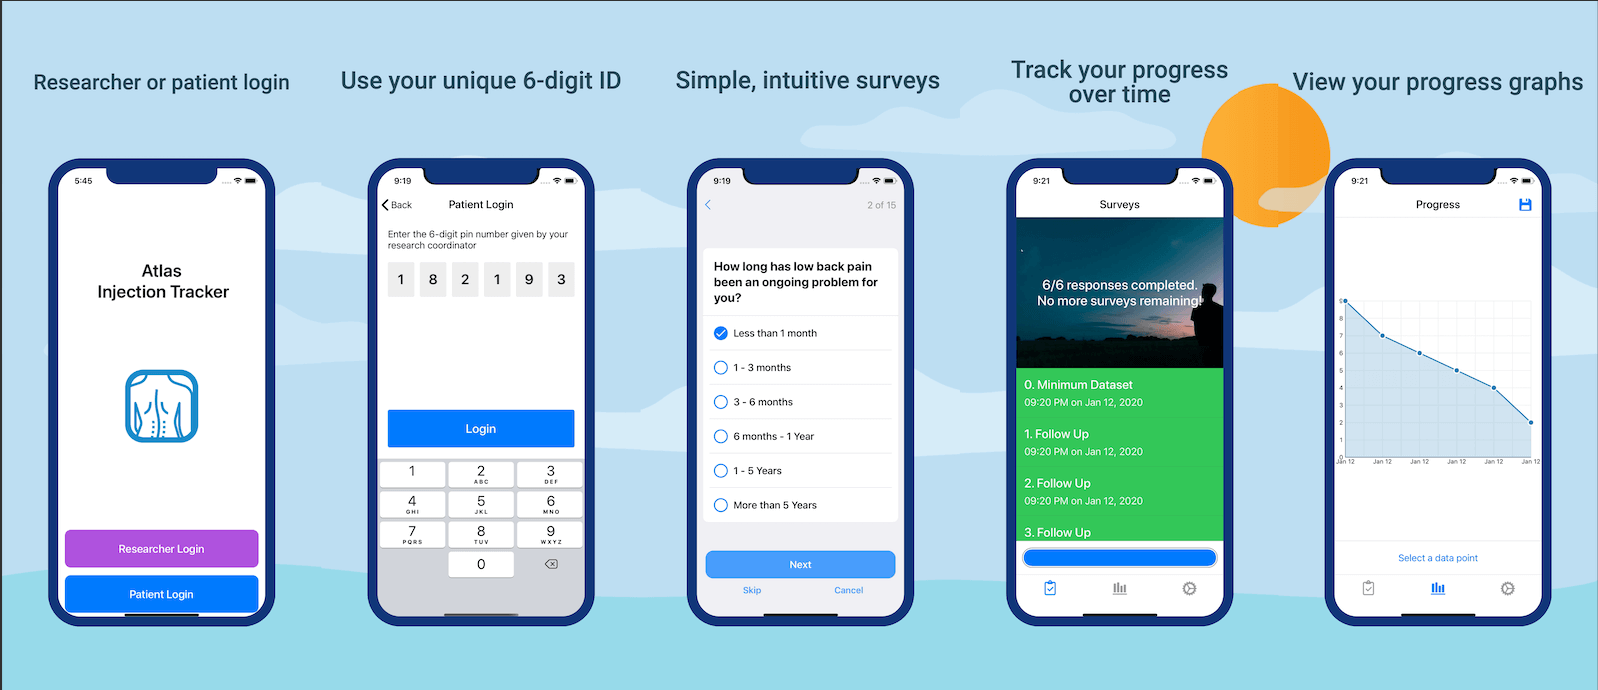 Researcher or patient login
5:45
Atlas
Injection Tracker
Researcher Login
Patient Login
Use your unique 6-digit ID
9:19
Back
Patient Login
Enter the 6-digit pin number given by your
research coordinator
1 8 2 1 9 3
Login
1 2 3
ABC DEF
4 5 6
GHI JKL MNO
7 8 9
PQRS TUV WXYZ
0
Simple, intuitive surveys
9:19
2 of 15
How long has low back pain
been an ongoing problem for
you?
Less than 1 month
1 - 3 months
3 - 6 months
6 months - 1 Year
1 - 5 Years
More than 5 Years
Next
Skip Cancel
Track your progress
over time
9:21
Surveys
6/6 responses completed.
No more surveys remaining!
0. Minimum Dataset
09:20 PM on Jan 12, 2020
1. Follow Up
09:20 PM on Jan 12, 2020
2. Follow Up
09:20 PM on Jan 12, 2020
3. Follow Up
View your progress graphs
9:21
Progress
9
8
7
6
5
4
3
2
1
0
Jan 12 Jan 12 Jan 12 Jan 12 Jan 12 Jan 12
Select a data point